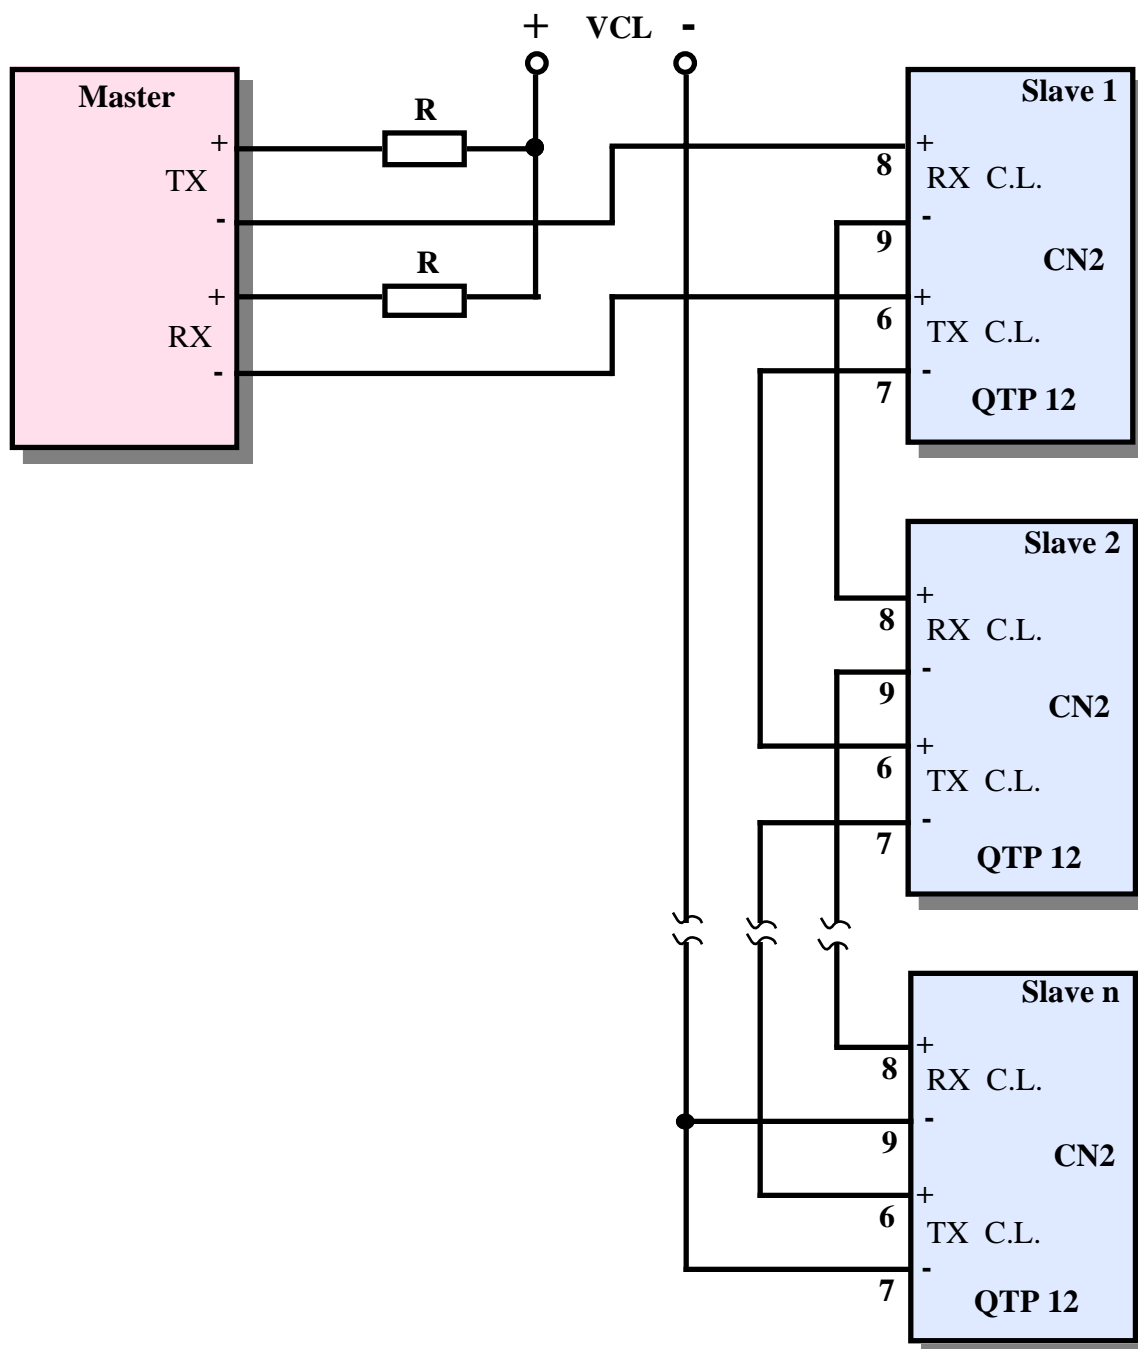 + VCL -
Master
R
+
TX
-
R
+
RX
-
Slave 1
8 +
RX C.L.
9 -
CN2
6 +
TX C.L.
7 -
QTP 12
Slave 2
8 +
RX C.L.
9 -
CN2
6 +
TX C.L.
7 -
QTP 12
Slave n
8 +
RX C.L.
9 -
CN2
6 +
TX C.L.
7 -
QTP 12